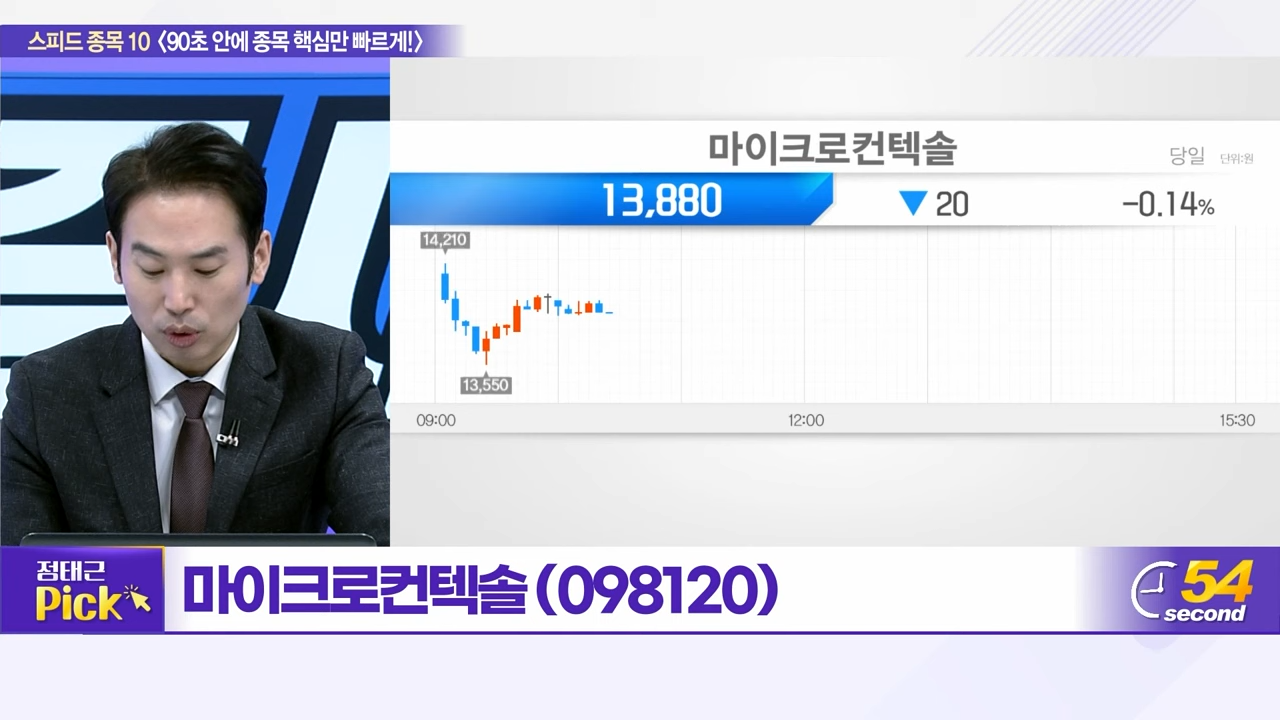 스피드 종목 10 〈90초 안에 종목 핵심만 빠르게!〉
마이크로컨텍솔
당일 단위:원
13,880 ▼ 20 -0.14%
14,210
13,550
09:00 12:00 15:30
정태근
Pick
마이크로컨텍솔 (098120)
54
second